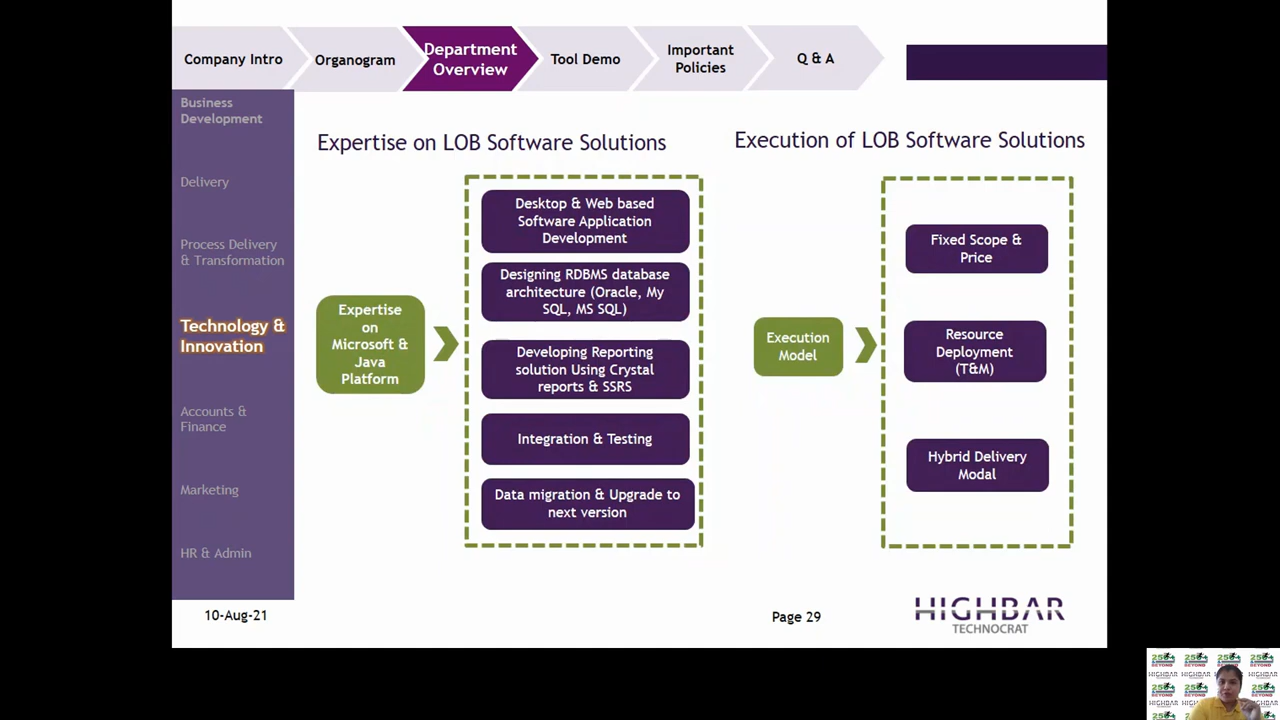 Company Intro
Organogram
Department
Overview
Tool Demo
Important
Policies
Q & A
Business
Development
Delivery
Process Delivery
& Transformation
Technology &
Innovation
Accounts &
Finance
Marketing
HR & Admin
Expertise on LOB Software Solutions
Expertise
on
Microsoft &
Java
Platform
Desktop & Web based
Software Application
Development
Designing RDBMS database
architecture (Oracle, My
SQL, MS SQL)
Developing Reporting
solution Using Crystal
reports & SSRS
Integration & Testing
Data migration & Upgrade to
next version
Execution of LOB Software Solutions
Execution
Model
Fixed Scope &
Price
Resource
Deployment
(T&M)
Hybrid Delivery
Modal
10-Aug-21
Page 29
HIGHBAR
TECHNOCRAT